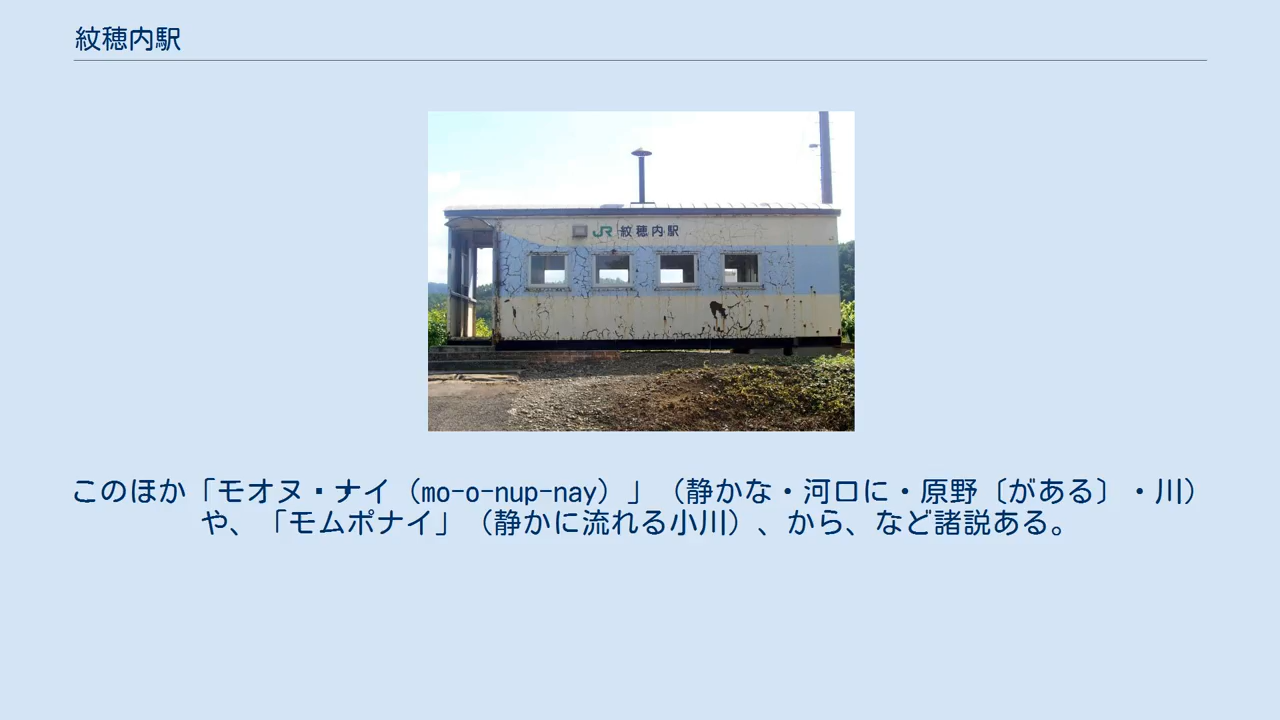 紋穂内駅
JR 紋穂内駅
このほか「モオヌ・ナイ（mo-o-nup-nay）」（静かな・河口に・原野〔がある〕・川）
や、「モムポナイ」（静かに流れる小川）、から、など諸説ある。